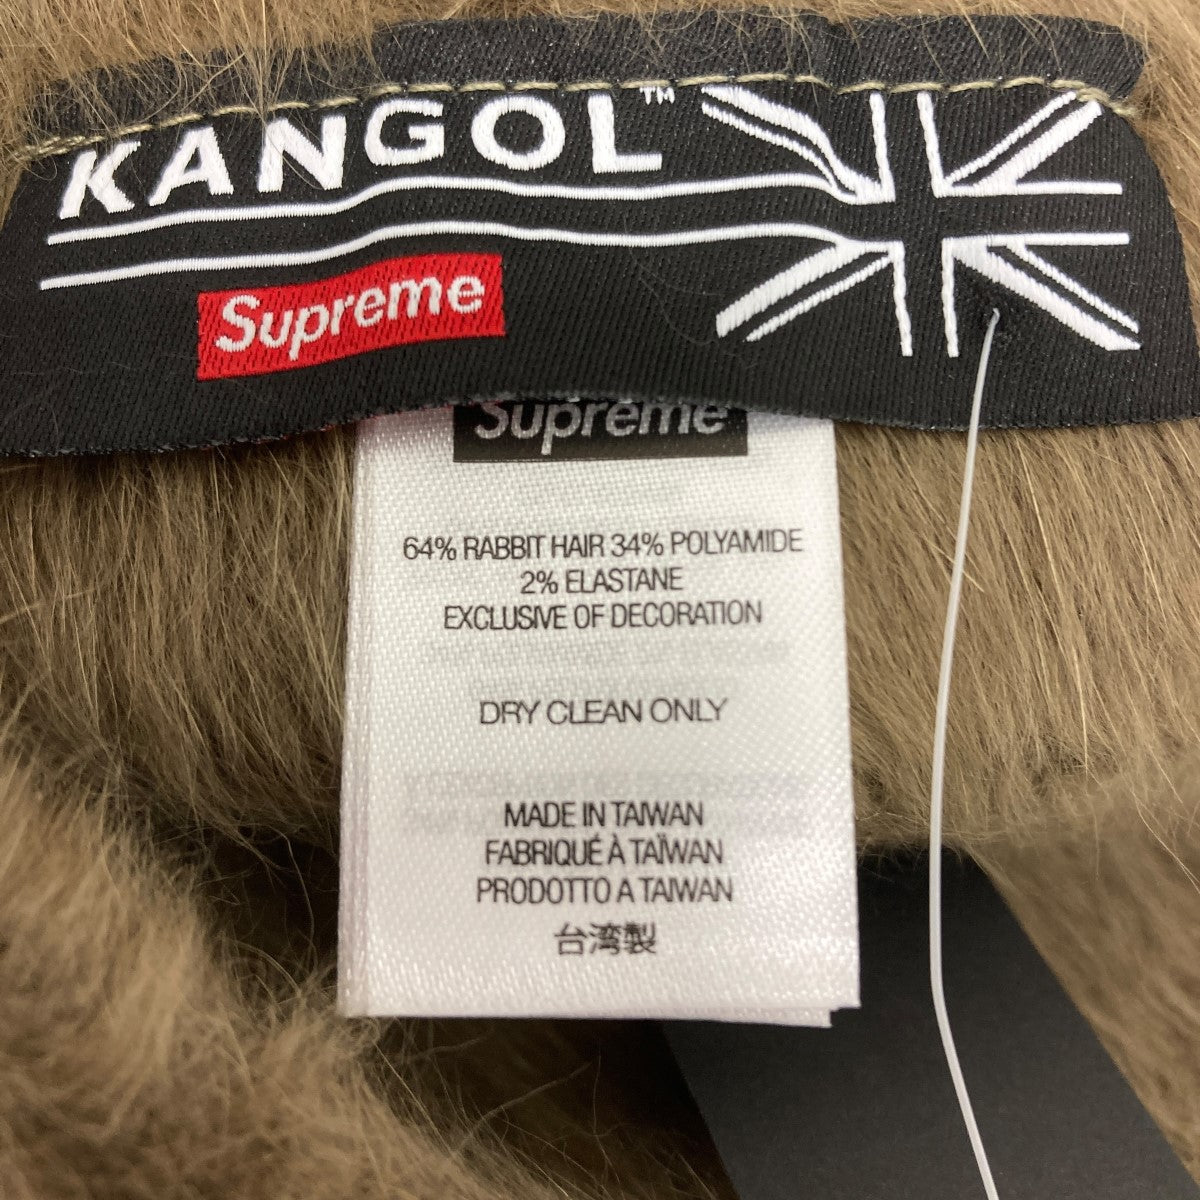 KANGOL™
Supreme
Supreme
64% RABBIT HAIR 34% POLYAMIDE
2% ELASTANE
EXCLUSIVE OF DECORATION
DRY CLEAN ONLY
MADE IN TAIWAN
FABRIQUÉ À TAÏWAN
PRODOTTO A TAIWAN
台湾製